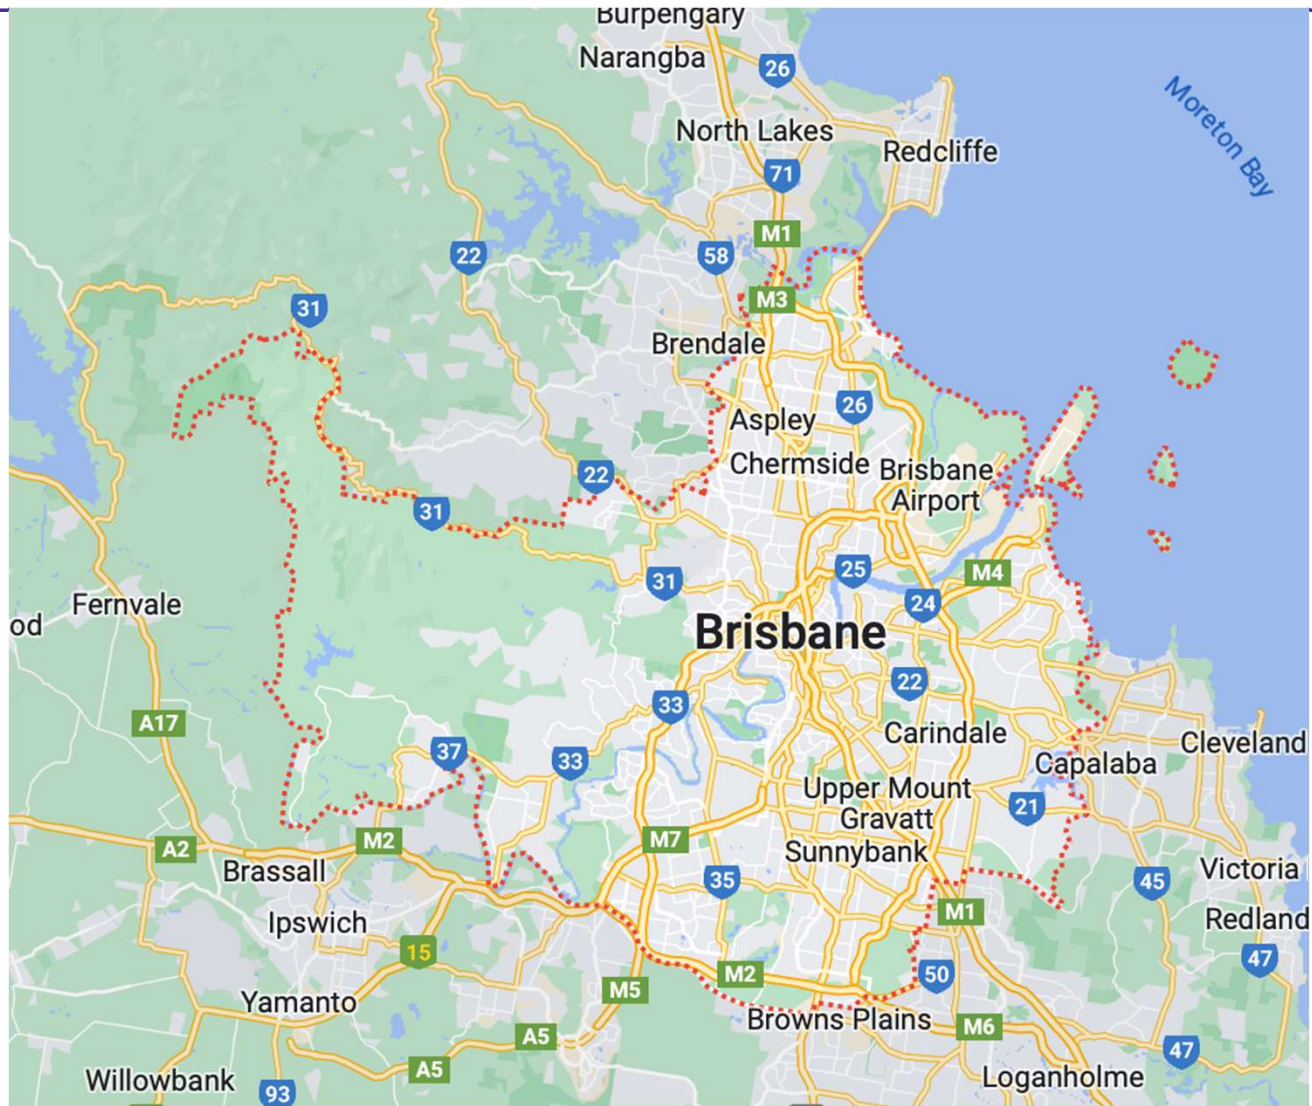 Burpengary
Narangba
26
North Lakes
Redcliffe
Moreton Bay
71
M1
22
58
31
M3
Brendale
26
Aspley
Chermside
Brisbane
Airport
22
31
31
25
M4
24
Fernvale
od
Brisbane
22
33
A17
Carindale
Cleveland
37
33
Capalaba
Upper Mount
Gravatt
21
M2
M7
A2
Sunnybank
Brassall
Victoria
35
45
M1
Ipswich
Redland
15
47
M2
50
M5
Yamanto
Browns Plains
M6
A5
47
A5
Willowbank
93
Loganholme